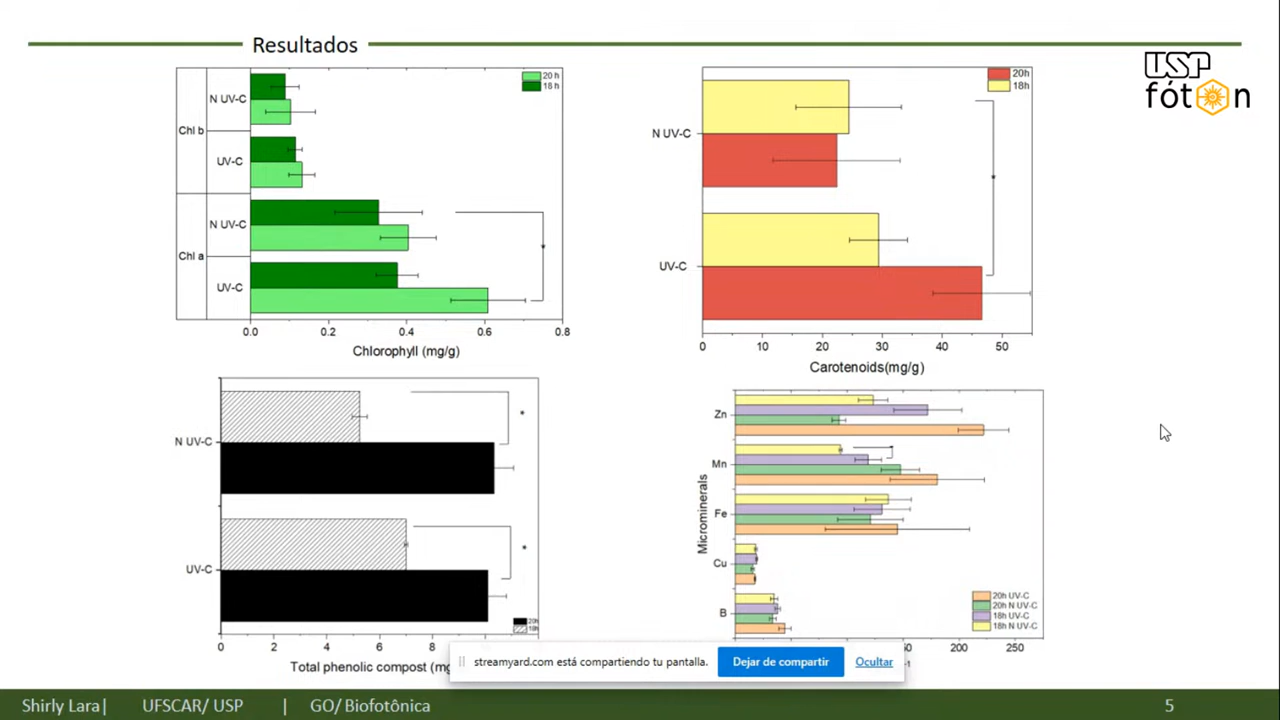 Resultados
USP
fóton
20 h
18 h
N UV-C
Chl b
UV-C
N UV-C
Chl a
UV-C
0.0 0.2 0.4 0.6 0.8
Chlorophyll (mg/g)
20h
18h
N UV-C
*
UV-C
0 10 20 30 40 50
Carotenoids(mg/g)
*
N UV-C
*
UV-C
20h
18h
0 2 4 6 8
Total phenolic compost (mg
Microminerals
Zn
Mn
Fe
Cu
B
20h UV-C
20h N UV-C
18h UV-C
18h N UV-C
200 250
streamyard.com está compartiendo tu pantalla.
Dejar de compartir
Ocultar
Shirly Lara| UFSCAR/ USP | GO/ Biofotônica 5